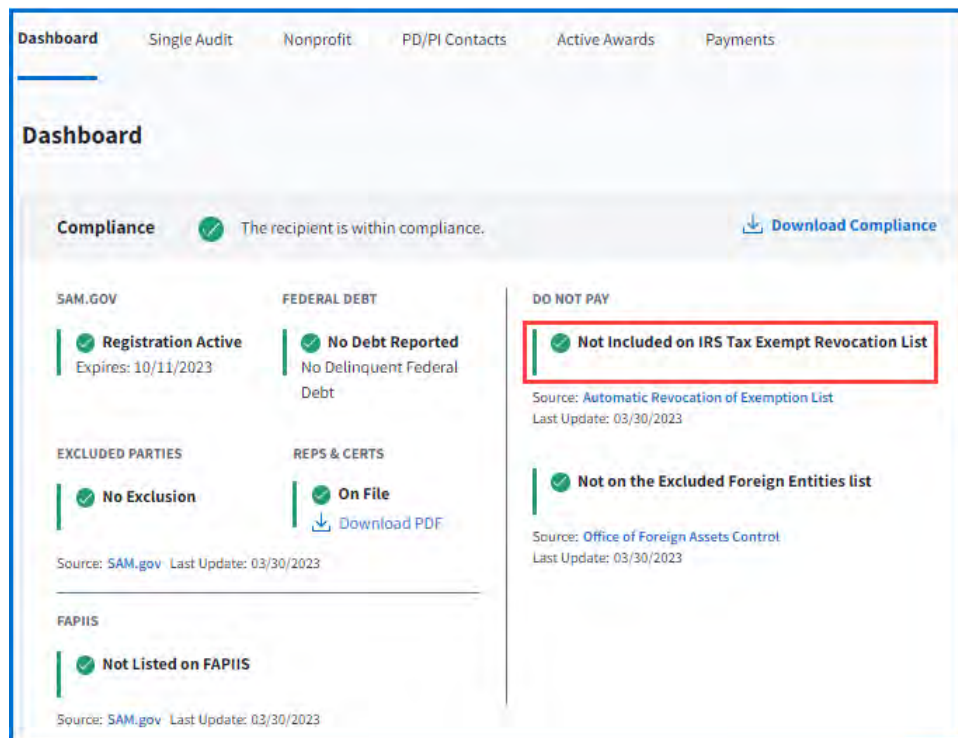 Dashboard Single Audit Nonprofit PD/PI Contacts Active Awards Payments
Dashboard
Compliance The recipient is within compliance. Download Compliance
SAM.GOV
Registration Active
Expires: 10/11/2023
FEDERAL DEBT
No Debt Reported
No Delinquent Federal
Debt
EXCLUDED PARTIES
No Exclusion
REPS & CERTS
On File
Download PDF
Source: SAM.gov Last Update: 03/30/2023
FAPIIS
Not Listed on FAPIIS
Source: SAM.gov Last Update: 03/30/2023
DO NOT PAY
Not Included on IRS Tax Exempt Revocation List
Source: Automatic Revocation of Exemption List
Last Update: 03/30/2023
Not on the Excluded Foreign Entities list
Source: Office of Foreign Assets Control
Last Update: 03/30/2023